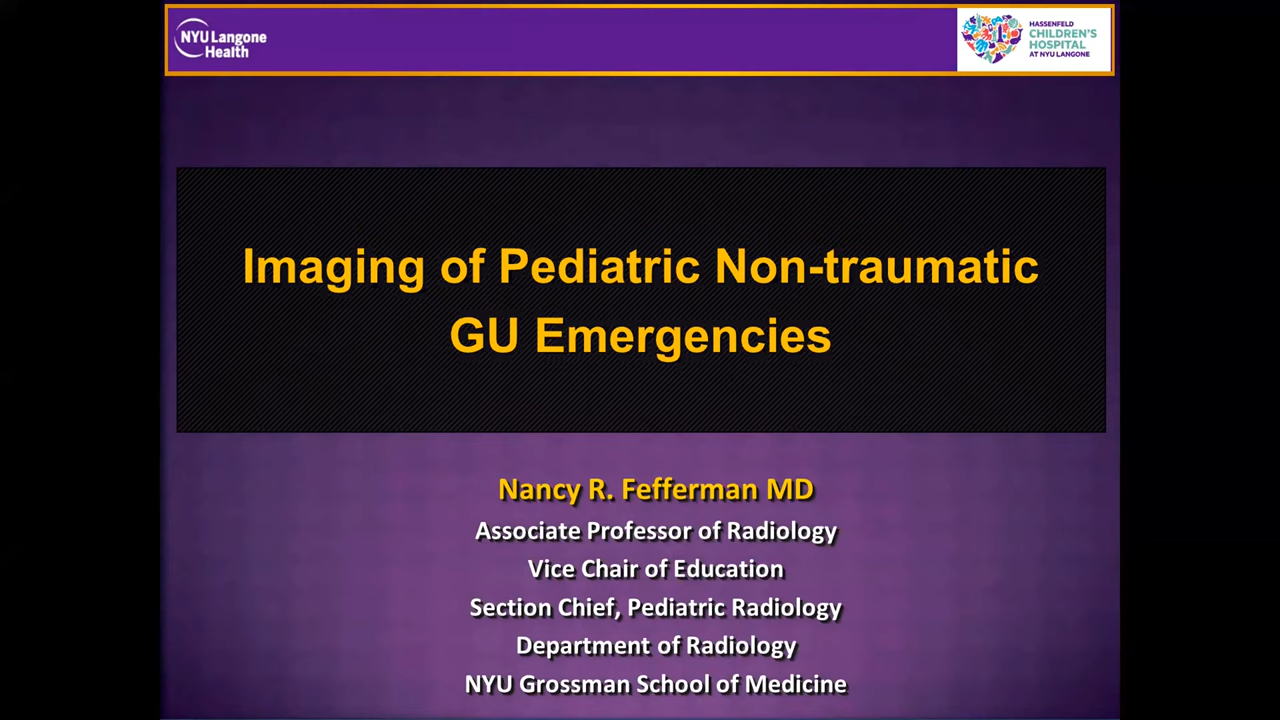 NYU Langone
Health
HASSENFELD
CHILDREN'S
HOSPITAL
AT NYU LANGONE
Imaging of Pediatric Non-traumatic
GU Emergencies
Nancy R. Fefferman MD
Associate Professor of Radiology
Vice Chair of Education
Section Chief, Pediatric Radiology
Department of Radiology
NYU Grossman School of Medicine